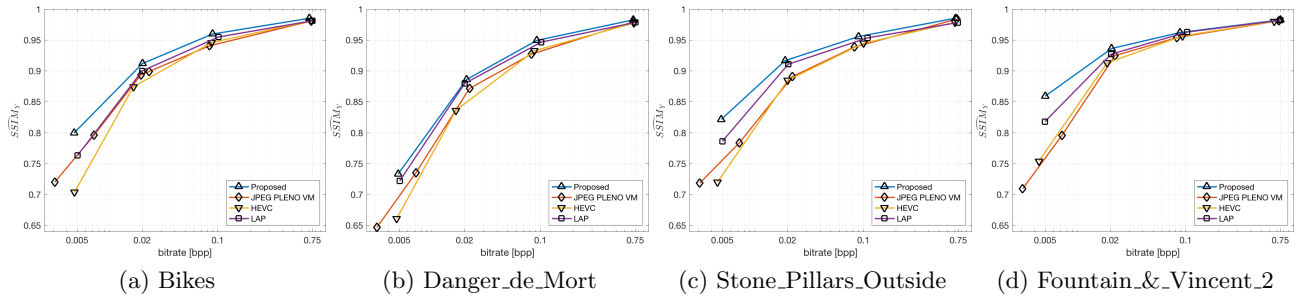 1
0.95
0.9
0.85
0.8
0.75
0.7
0.65
SSIM_Y
0.005 0.02 0.1 0.75
bitrate [bpp]
Proposed
JPEG PLENO VM
HEVC
LAP
(a) Bikes
1
0.95
0.9
0.85
0.8
0.75
0.7
0.65
SSIM_Y
0.005 0.02 0.1 0.75
bitrate [bpp]
Proposed
JPEG PLENO VM
HEVC
LAP
(b) Danger_de_Mort
1
0.95
0.9
0.85
0.8
0.75
0.7
0.65
SSIM_Y
0.005 0.02 0.1 0.75
bitrate [bpp]
Proposed
JPEG PLENO VM
HEVC
LAP
(c) Stone_Pillars_Outside
1
0.95
0.9
0.85
0.8
0.75
0.7
0.65
SSIM_Y
0.005 0.02 0.1 0.75
bitrate [bpp]
Proposed
JPEG PLENO VM
HEVC
LAP
(d) Fountain_&_Vincent_2